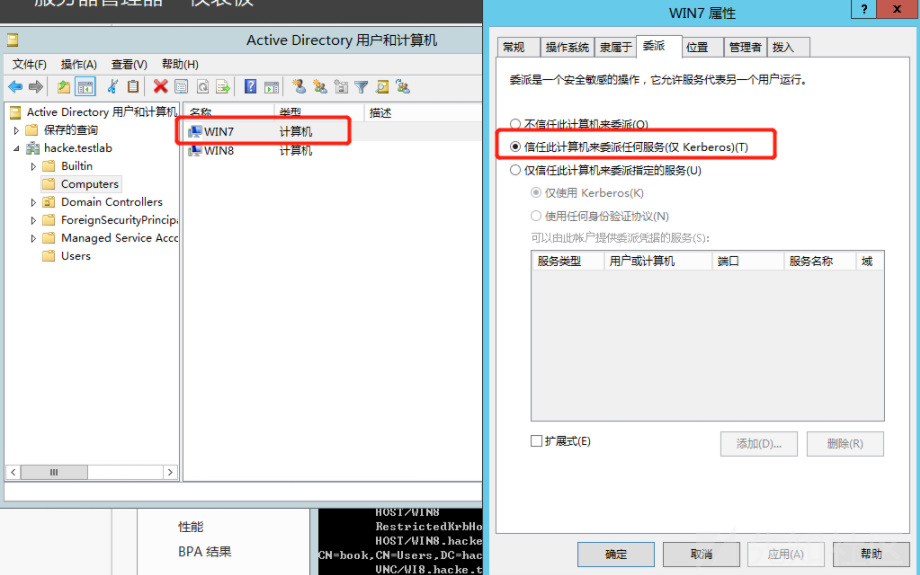 服务器管理器 仪表板
Active Directory 用户和计算机
文件(F) 操作(A) 查看(V) 帮助(H)
Active Directory 用户和计算机
保存的查询
hacke.testlab
Builtin
Computers
Domain Controllers
ForeignSecurityPrincipa
Managed Service Acco
Users
名称 类型 描述
WIN7 计算机
WIN8 计算机
性能
BPA 结果
HOST/WIN8
RestrictedKrbHo
HOST/WIN8.hacke
CN=book,CN=Users,DC=hac
VNC/WI8.hacke.t
WIN7 属性
? x
常规 操作系统 隶属于 委派 位置 管理者 拨入
委派是一个安全敏感的操作，它允许服务代表另一个用户运行。
不信任此计算机来委派(O)
信任此计算机来委派任何服务(仅 Kerberos)(T)
仅信任此计算机来委派指定的服务(U)
仅使用 Kerberos(K)
使用任何身份验证协议(N)
可以由此帐户提供委派凭据的服务(S):
服务类型 用户或计算机 端口 服务名称 域
扩展式(E)
添加(D)... 删除(R)
确定 取消 应用(A) 帮助